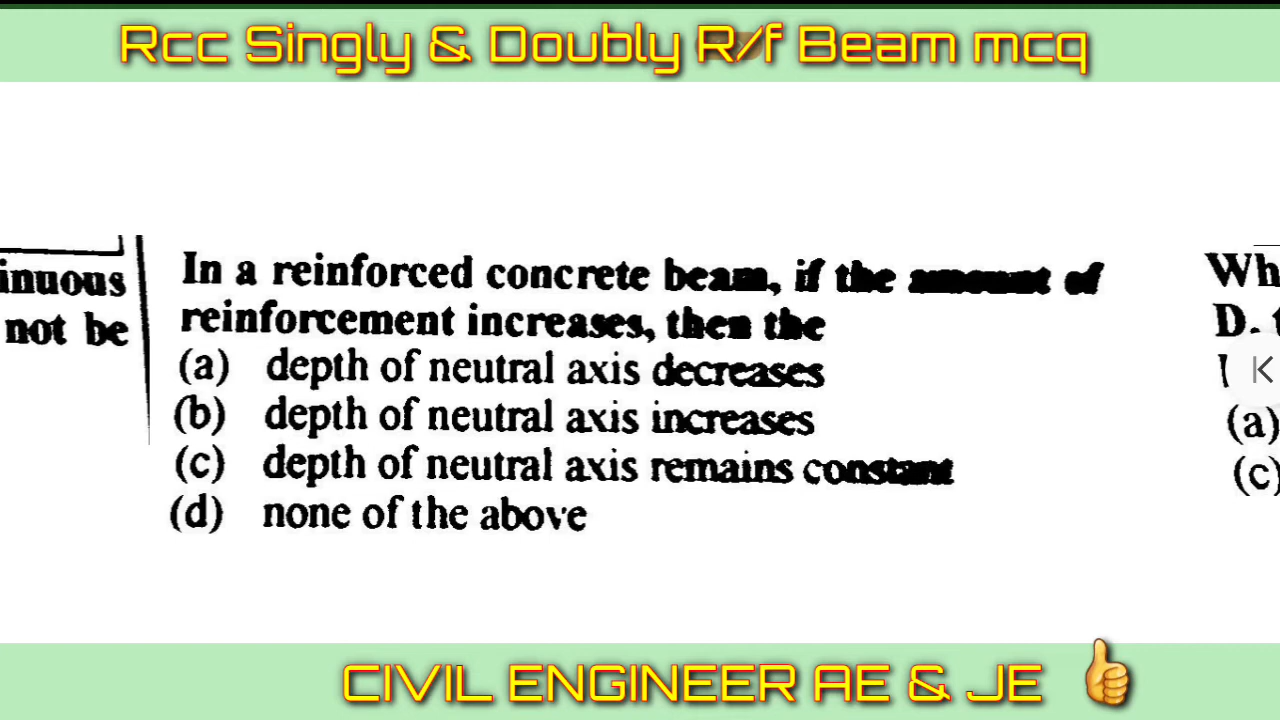 Rcc Singly & Doubly R/f Beam mcq
inuous
not be
In a reinforced concrete beam, if the amount of
reinforcement increases, then the
(a) depth of neutral axis decreases
(b) depth of neutral axis increases
(c) depth of neutral axis remains constant
(d) none of the above
Wh
D.
(a)
(c)
CIVIL ENGINEER AE & JE